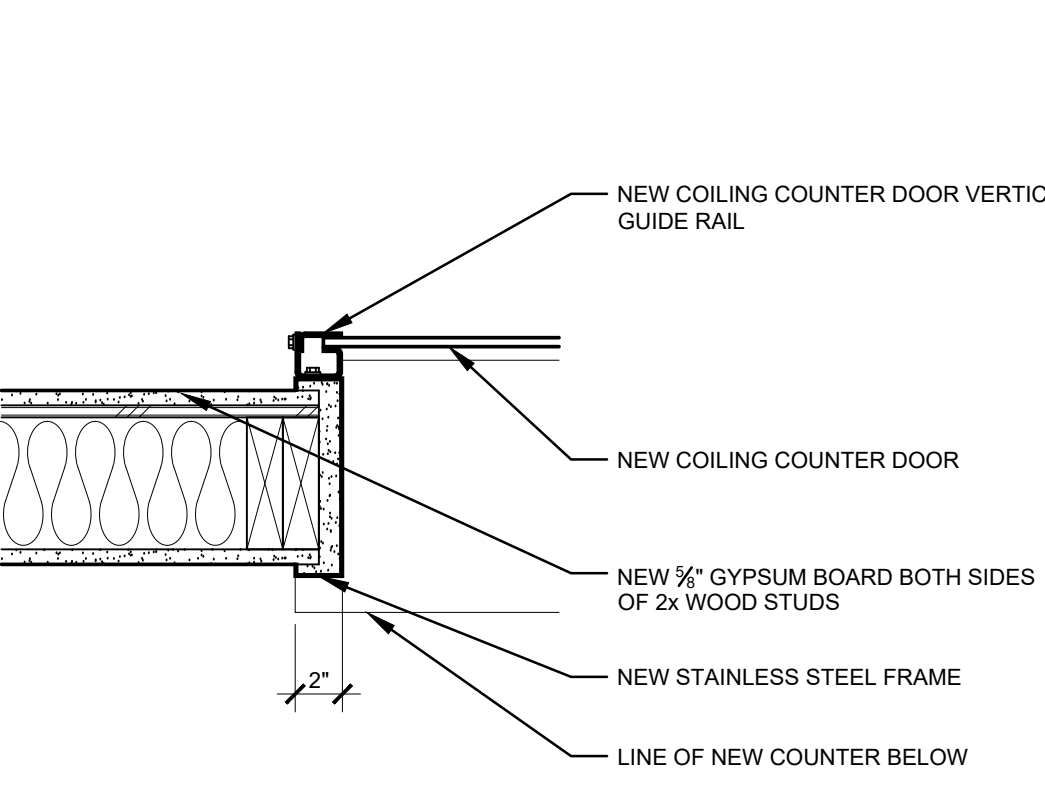 NEW COILING COUNTER DOOR VERTIC
GUIDE RAIL
NEW COILING COUNTER DOOR
NEW ⅝" GYPSUM BOARD BOTH SIDES
OF 2x WOOD STUDS
NEW STAINLESS STEEL FRAME
2"
LINE OF NEW COUNTER BELOW